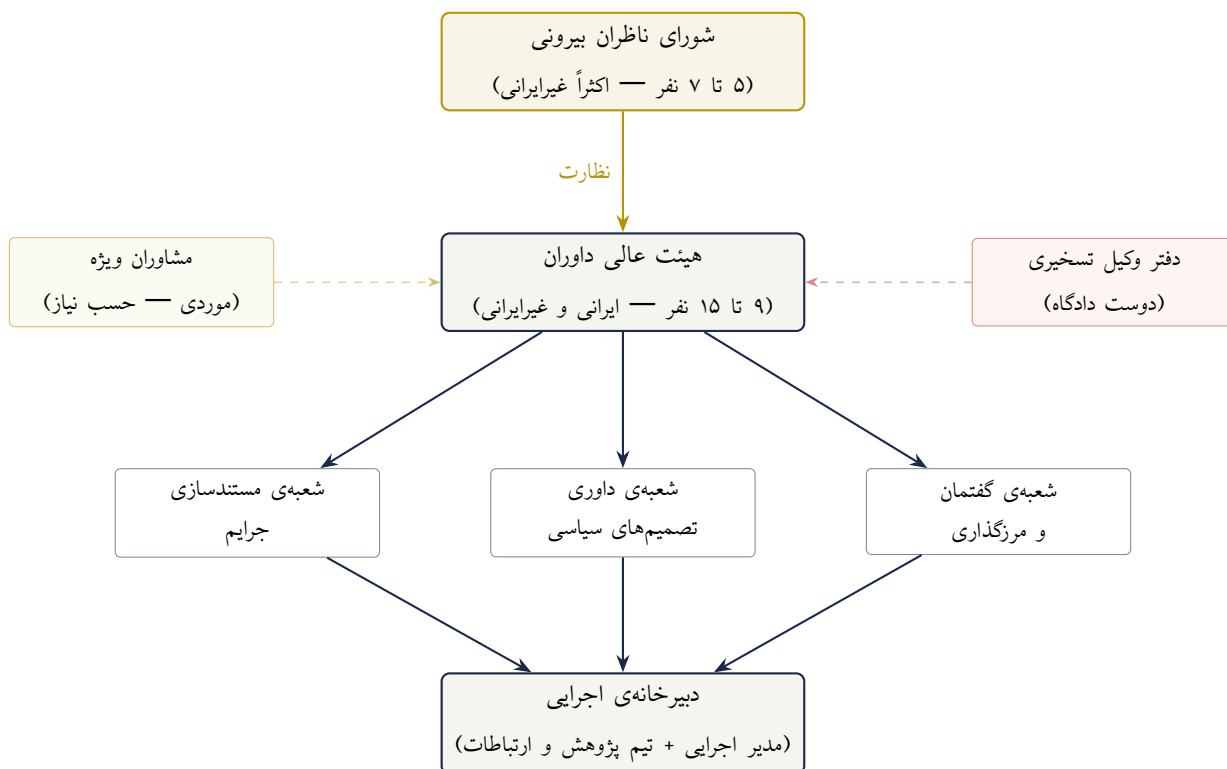 شورای ناظران بیرونی
(۵ تا ۷ نفر — اکثراً غیرایرانی)
نظارت
هیئت عالی داوران
(۹ تا ۱۵ نفر — ایرانی و غیرایرانی)
دفتر وکیل تسخیری
(دوست دادگاه)
مشاوران ویژه
(موردی — حسب نیاز)
شعبه‌ی گفتمان
و مرزگذاری
شعبه‌ی داوری
تصمیم‌های سیاسی
شعبه‌ی مستندسازی
جرایم
دبیرخانه‌ی اجرایی
(مدیر اجرایی + تیم پژوهش و ارتباطات)